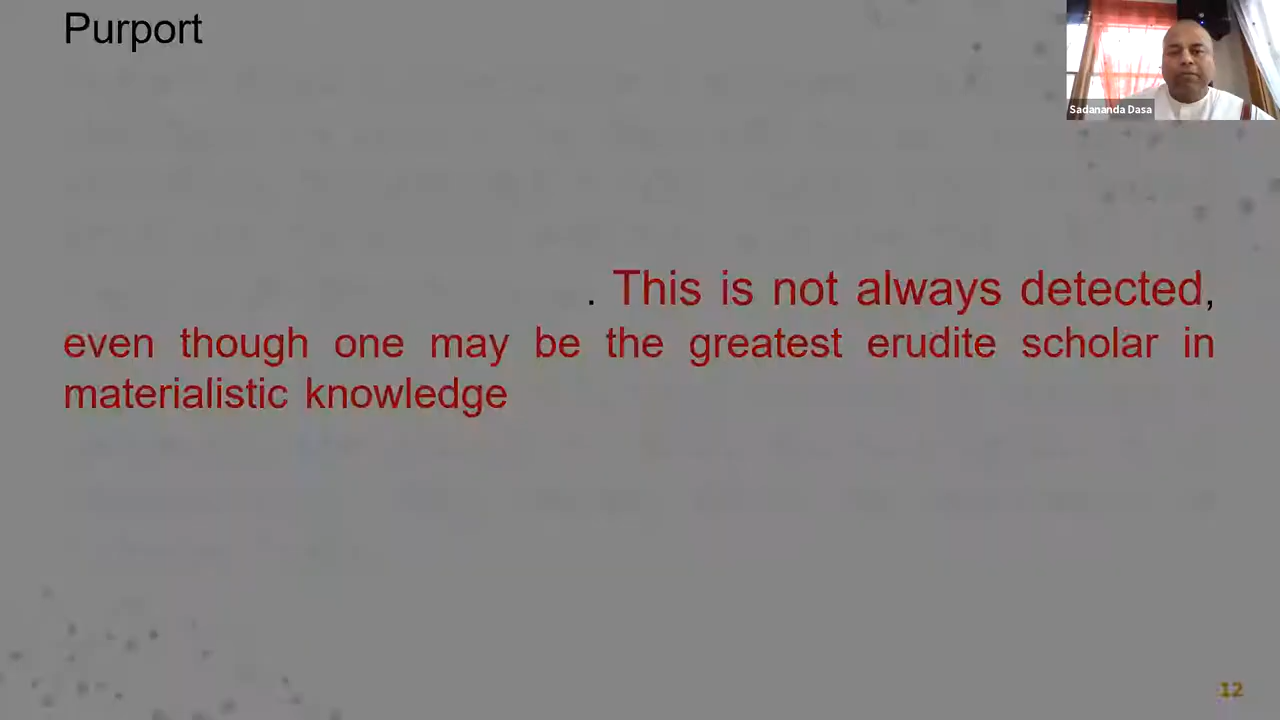 Purport
Sadananda Dasa
. This is not always detected,
even though one may be the greatest erudite scholar in
materialistic knowledge
12